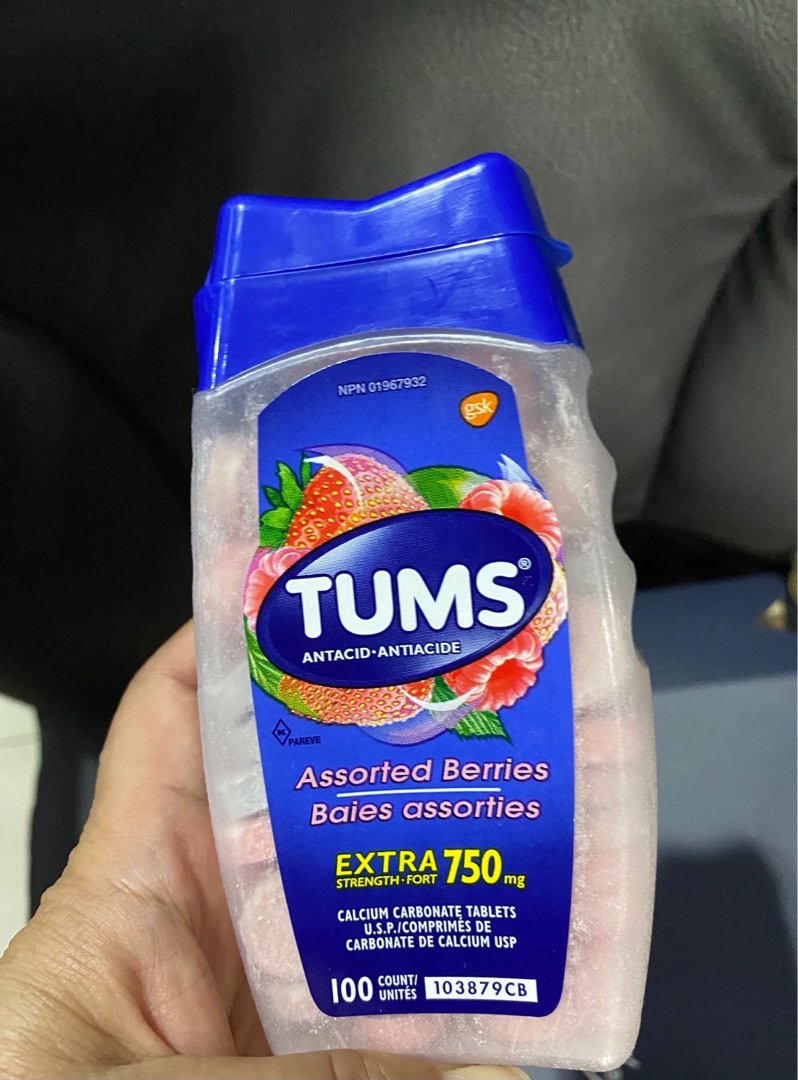 NPN 01967932
gsk
TUMS®
ANTACID·ANTIACIDE
PAREVE
Assorted Berries
Baies assorties
EXTRA 750 mg
STRENGTH·FORT
CALCIUM CARBONATE TABLETS
U.S.P./COMPRIMÉS DE
CARBONATE DE CALCIUM USP
100 COUNT/
UNITÉS 103879CB